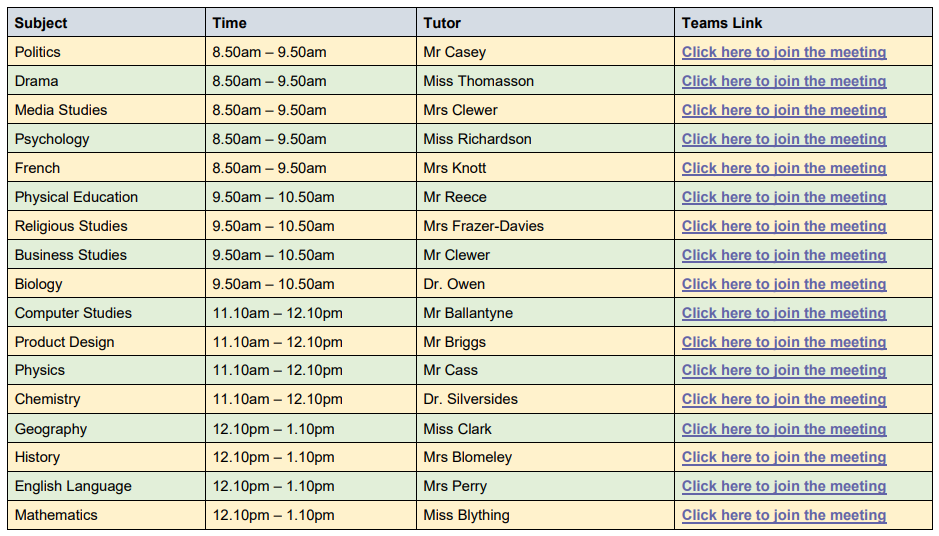 Subject Time Tutor Teams Link
Politics 8.50am – 9.50am Mr Casey Click here to join the meeting
Drama 8.50am – 9.50am Miss Thomasson Click here to join the meeting
Media Studies 8.50am – 9.50am Mrs Clewer Click here to join the meeting
Psychology 8.50am – 9.50am Miss Richardson Click here to join the meeting
French 8.50am – 9.50am Mrs Knott Click here to join the meeting
Physical Education 9.50am – 10.50am Mr Reece Click here to join the meeting
Religious Studies 9.50am – 10.50am Mrs Frazer-Davies Click here to join the meeting
Business Studies 9.50am – 10.50am Mr Clewer Click here to join the meeting
Biology 9.50am – 10.50am Dr. Owen Click here to join the meeting
Computer Studies 11.10am – 12.10pm Mr Ballantyne Click here to join the meeting
Product Design 11.10am – 12.10pm Mr Briggs Click here to join the meeting
Physics 11.10am – 12.10pm Mr Cass Click here to join the meeting
Chemistry 11.10am – 12.10pm Dr. Silversides Click here to join the meeting
Geography 12.10pm – 1.10pm Miss Clark Click here to join the meeting
History 12.10pm – 1.10pm Mrs Blomeley Click here to join the meeting
English Language 12.10pm – 1.10pm Mrs Perry Click here to join the meeting
Mathematics 12.10pm – 1.10pm Miss Blything Click here to join the meeting